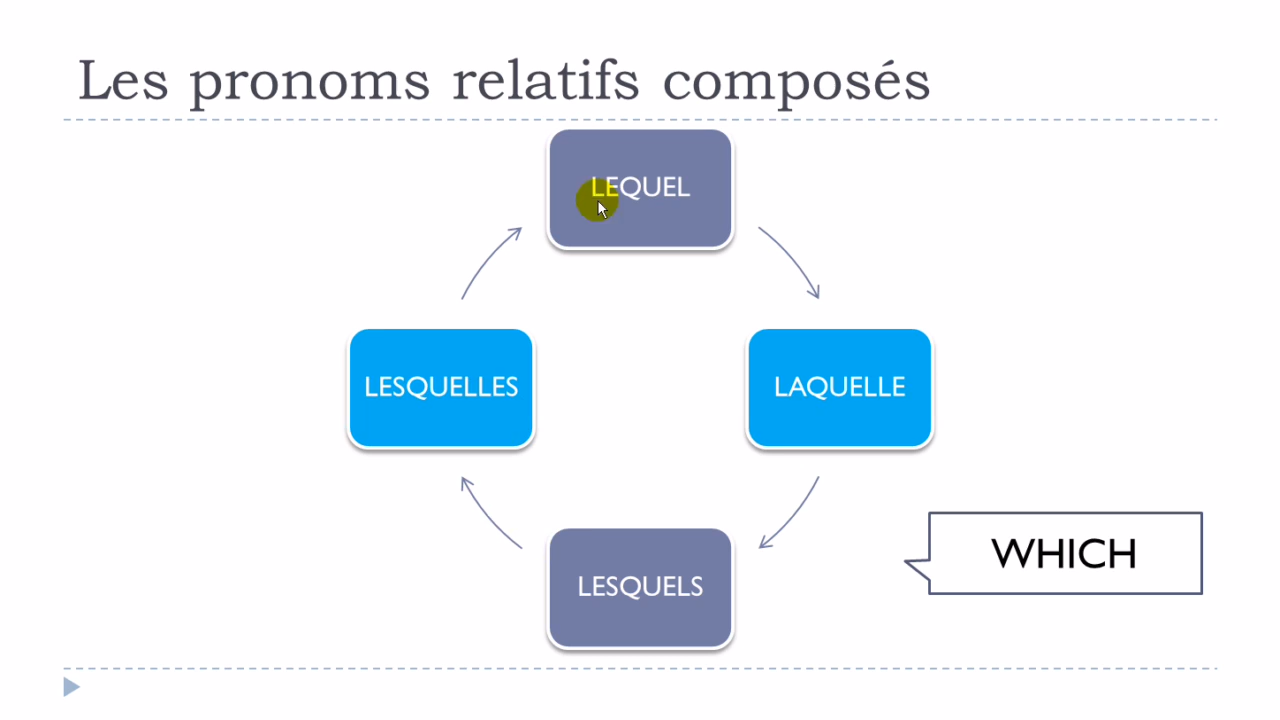 Les pronoms relatifs composés
LEQUEL
LESQUELLES
LAQUELLE
WHICH
LESQUELS